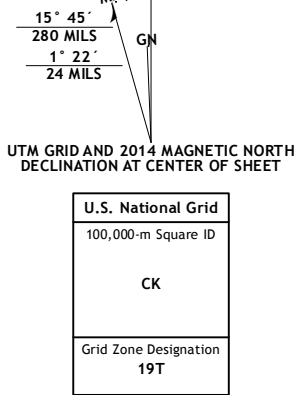 15° 45´
280 MILS
GN
1° 22´
24 MILS
UTM GRID AND 2014 MAGNETIC NORTH
DECLINATION AT CENTER OF SHEET
U.S. National Grid
100,000-m Square ID
CK
Grid Zone Designation
19T